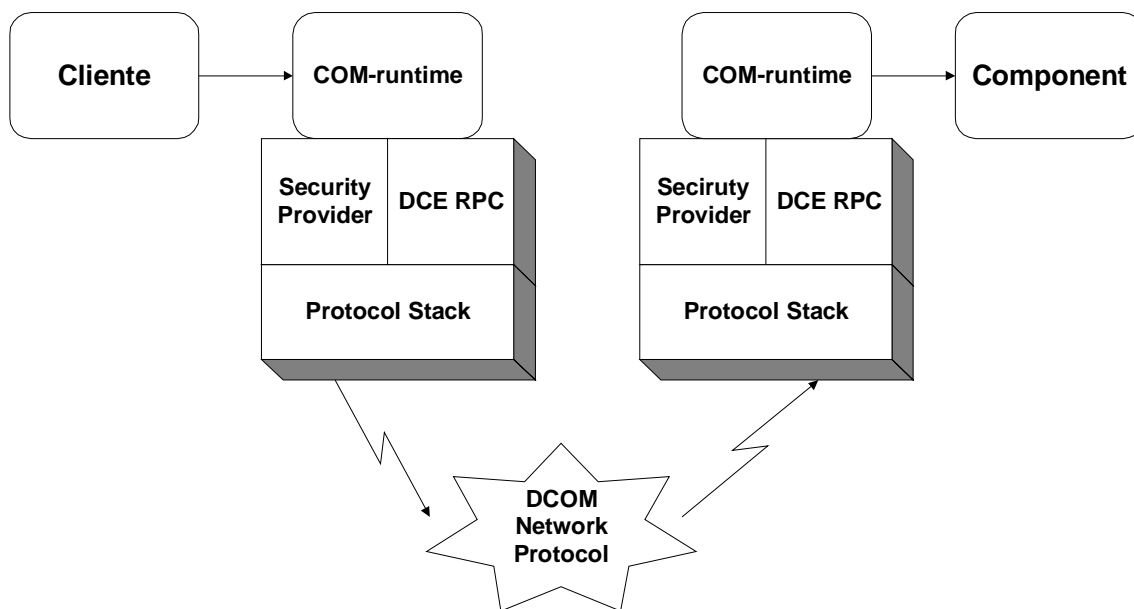 Cliente
COM-runtime
COM-runtime
Component
Security
Provider
DCE RPC
Seciruty
Provider
DCE RPC
Protocol Stack
Protocol Stack
DCOM
Network
Protocol